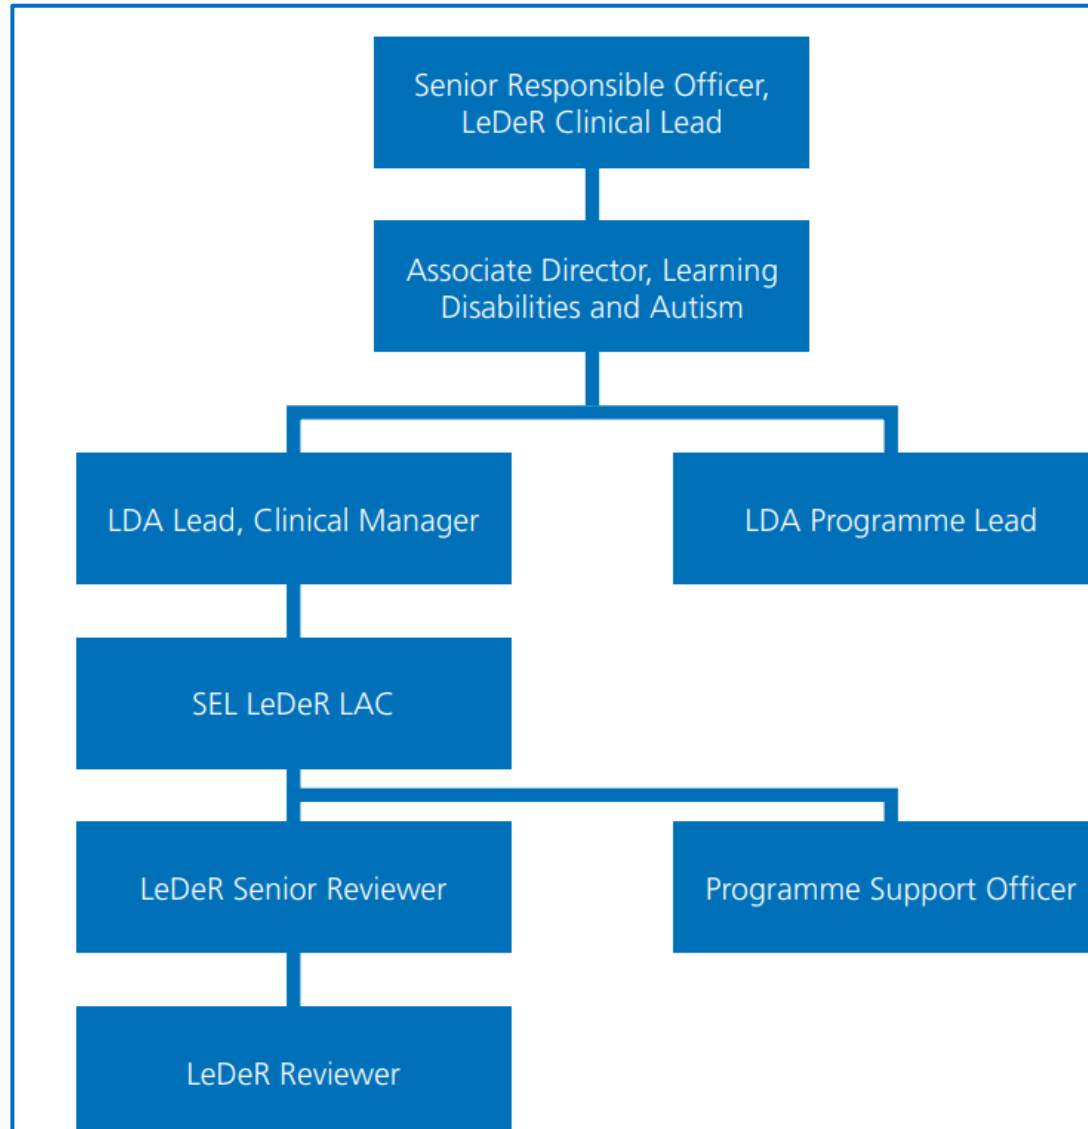 Senior Responsible Officer,
LeDeR Clinical Lead
Associate Director, Learning
Disabilities and Autism
LDA Lead, Clinical Manager
LDA Programme Lead
SEL LeDeR LAC
LeDeR Senior Reviewer
Programme Support Officer
LeDeR Reviewer